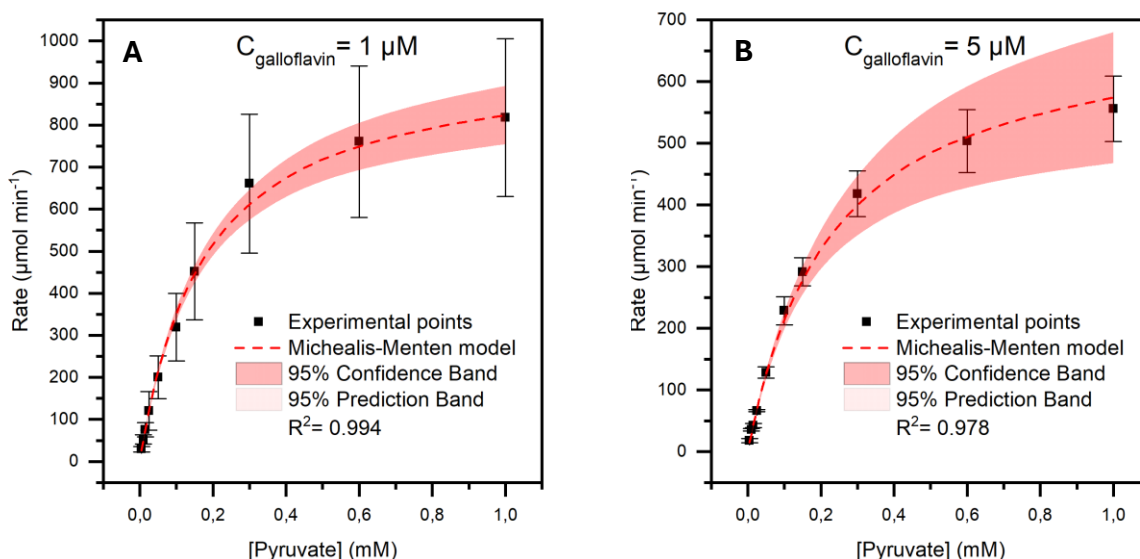 A
C galloflavin = 1 µM
1000
900
800
700
600
500
400
300
200
100
0
Rate (µmol min⁻¹)
Experimental points
Michealis-Menten model
95% Confidence Band
95% Prediction Band
R²= 0.994
0,0 0,2 0,4 0,6 0,8 1,0
[Pyruvate] (mM)
B
C galloflavin = 5 µM
700
600
500
400
300
200
100
0
Rate (µmol min⁻¹)
Experimental points
Michealis-Menten model
95% Confidence Band
95% Prediction Band
R²= 0.978
0,0 0,2 0,4 0,6 0,8 1,0
[Pyruvate] (mM)